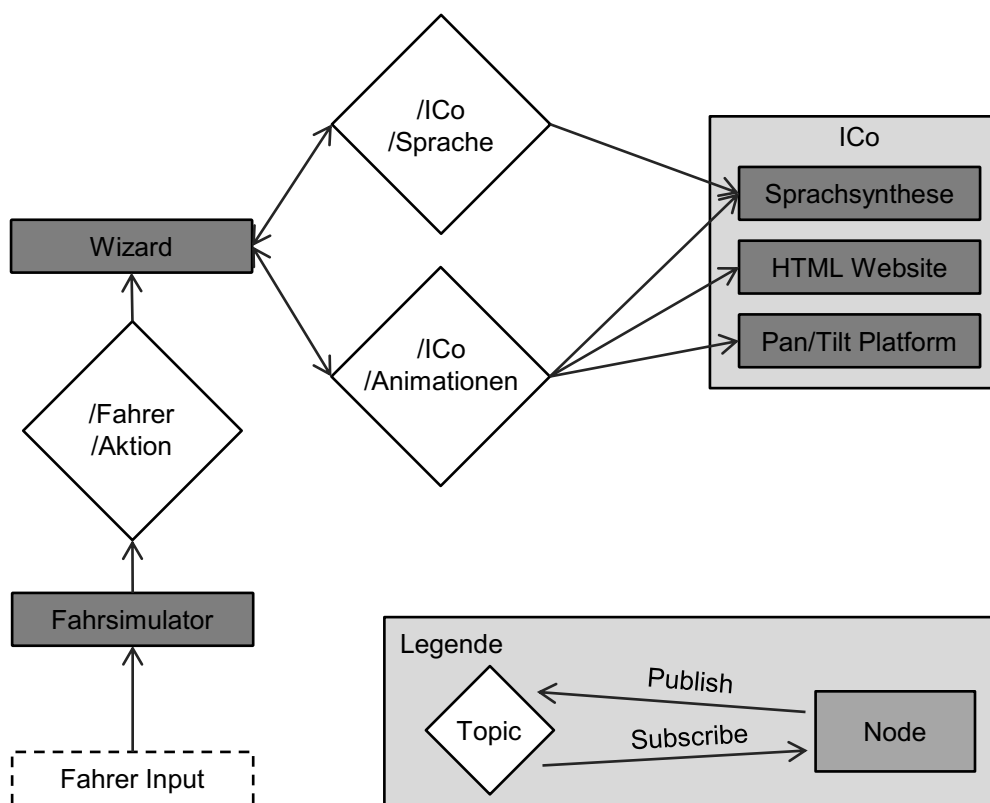 /ICo
/Sprache
ICo
Sprachsynthese
Wizard
HTML Website
Pan/Tilt Platform
/ICo
/Animationen
/Fahrer
/Aktion
Fahrsimulator
Legende
Publish
Topic
Subscribe
Node
Fahrer Input